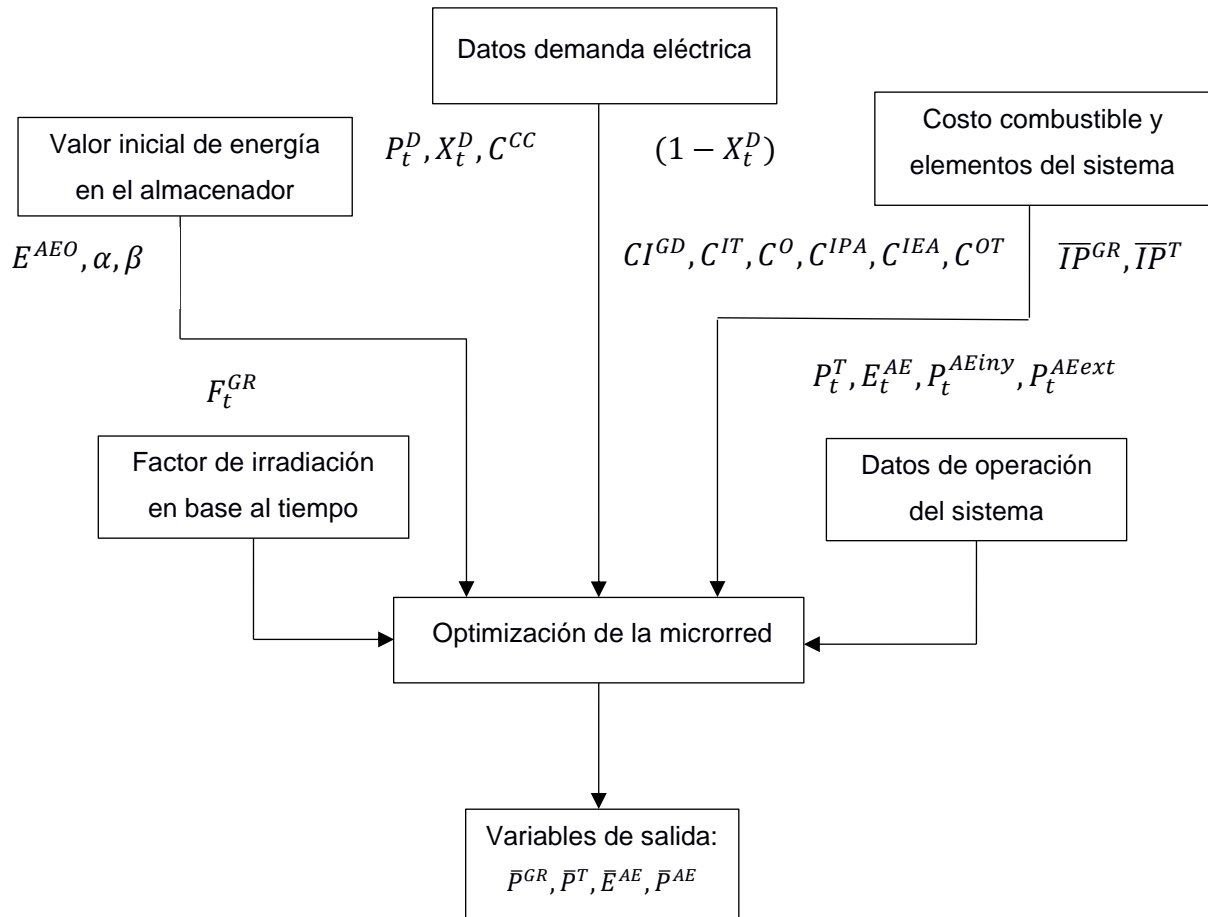 Datos demanda eléctrica
Valor inicial de energía
en el almacenador
P_t^D, X_t^D, C^{CC}
(1 − X_t^D)
Costo combustible y
elementos del sistema
E^{AEO}, α, β
CI^{GD}, C^{IT}, C^O, C^{IPA}, C^{IEA}, C^{OT}
\overline{IP}^{GR}, \overline{IP}^T
F_t^{GR}
P_t^T, E_t^{AE}, P_t^{AEiny}, P_t^{AEext}
Factor de irradiación
en base al tiempo
Datos de operación
del sistema
Optimización de la microrred
Variables de salida:
\bar{P}^{GR}, \bar{P}^T, \bar{E}^{AE}, \bar{P}^{AE}